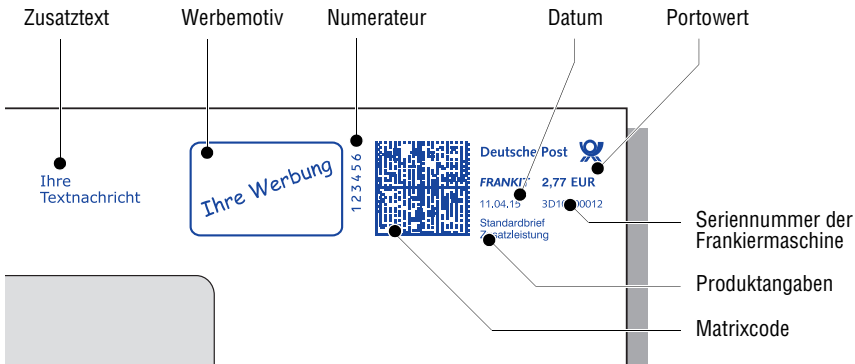 Zusatztext
Werbemotiv
Numerateur
Datum
Portowert
Ihre
Textnachricht
Ihre Werbung
123456
Deutsche Post
FRANKIT 2,77 EUR
11.04.15
Standardbrief
Zusatzleistung
Seriennummer der
Frankiermaschine
Produktangaben
Matrixcode